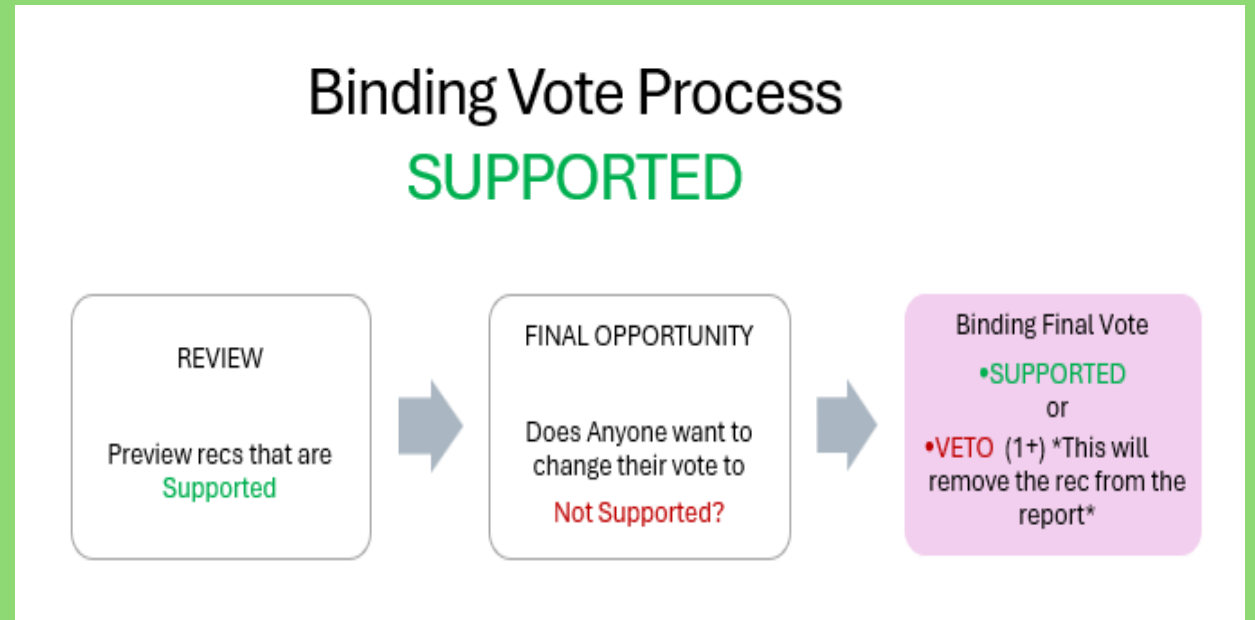 Binding Vote Process
SUPPORTED
REVIEW
Preview recs that are
Supported
FINAL OPPORTUNITY
Does Anyone want to
change their vote to
Not Supported?
Binding Final Vote
•SUPPORTED
or
•VETO (1+) *This will
remove the rec from the
report*